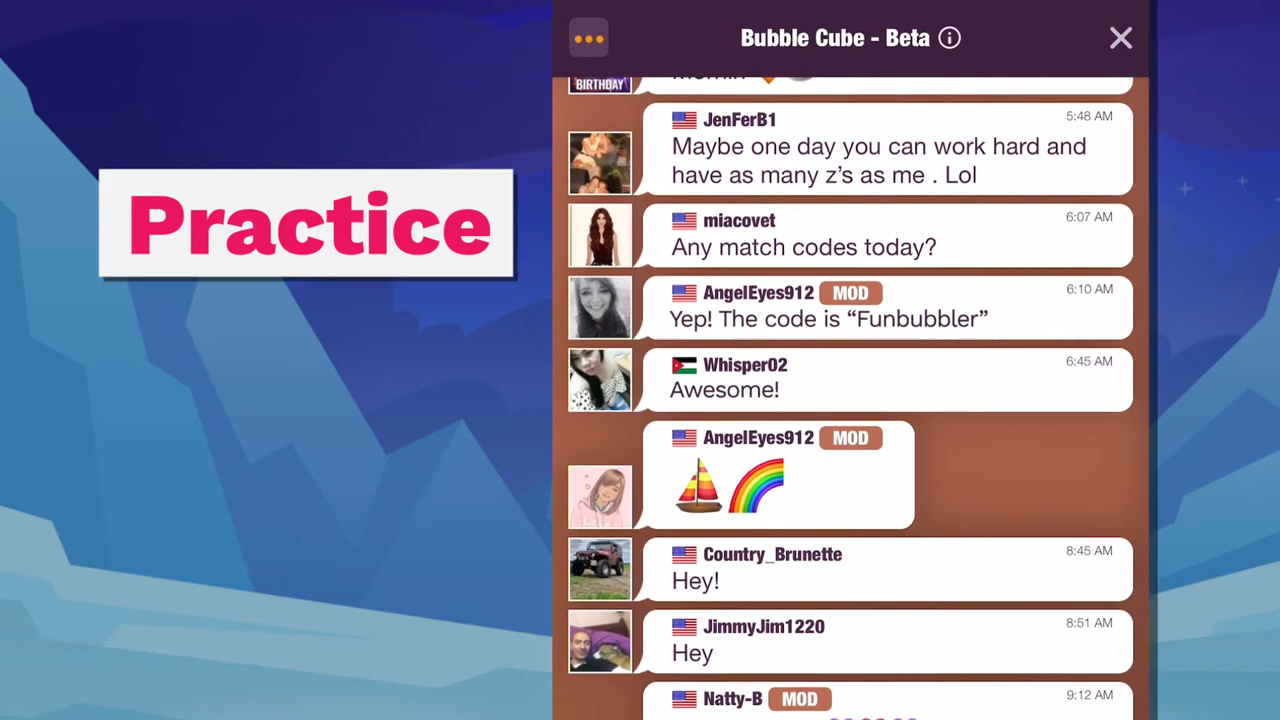 Practice
Bubble Cube - Beta
BIRTHDAY
JenFerB1 5:48 AM
Maybe one day you can work hard and
have as many z's as me . Lol
miacovet 6:07 AM
Any match codes today?
AngelEyes912 MOD 6:10 AM
Yep! The code is “Funbubbler”
Whisper02 6:45 AM
Awesome!
AngelEyes912 MOD
Country_Brunette 8:45 AM
Hey!
JimmyJim1220 8:51 AM
Hey
Natty-B MOD 9:12 AM